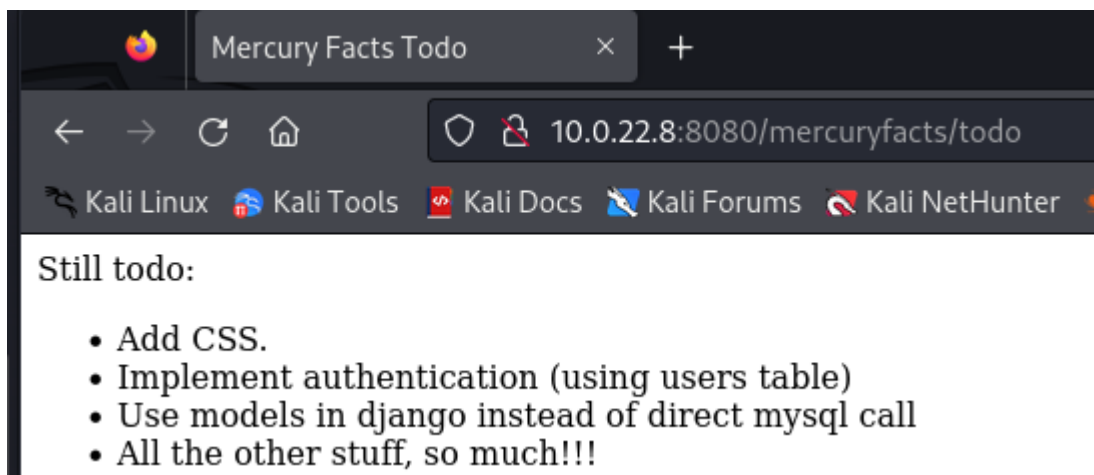 Mercury Facts Todo
10.0.22.8:8080/mercuryfacts/todo
Kali Linux Kali Tools Kali Docs Kali Forums Kali NetHunter
Still todo:
• Add CSS.
• Implement authentication (using users table)
• Use models in django instead of direct mysql call
• All the other stuff, so much!!!